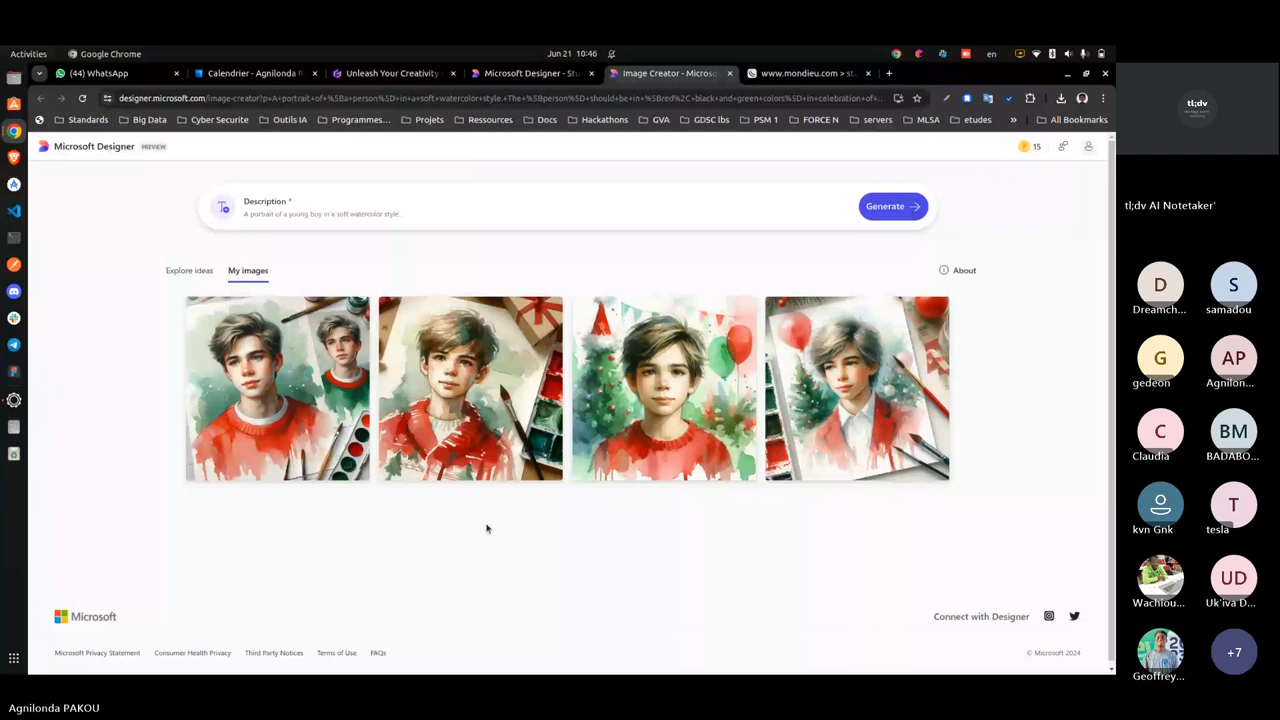 Activities
Google Chrome
Jun 21 10:46
en
(44) WhatsApp
Calendrier - Agnilonda P
Unleash Your Creativity
Microsoft Designer - Stu
Image Creator - Microso
www.mondieu.com > st
designer.microsoft.com/image-creator?p=A+portrait+of+%5Ba+person%5D+in+a+soft+watercolor+style.+The+%5Bperson%5D+should+be+in+%5Bred%2C+black+and+green+colors%5D+in+celebration+of+...
Standards
Big Data
Cyber Securite
Outils IA
Programmes...
Projets
Ressources
Docs
Hackathons
GVA
GDSC lbs
PSM 1
FORCE N
servers
MLSA
etudes
»
All Bookmarks
Microsoft Designer
PREVIEW
15
Description *
A portrait of a young boy in a soft watercolor style...
Generate
Explore ideas
My images
About
Microsoft
Connect with Designer
Microsoft Privacy Statement
Consumer Health Privacy
Third Party Notices
Terms of Use
FAQs
© Microsoft 2024
tl;dv
tl;dv AI Notetaker'
D
Dreamch...
S
samadou
G
gedeon
AP
Agnilon...
C
Claudia
BM
BADABO...
kvn Gnk
T
tesla
Wachiou...
UD
Uk'iva D...
Geoffrey...
+7
Agnilonda PAKOU